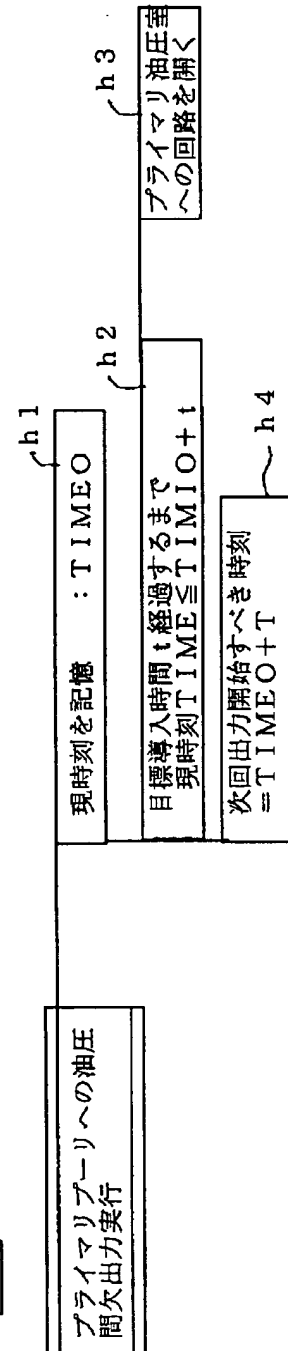 プライマリプーリへの油圧
間欠出力実行
h1
現時刻を記憶 :TIMEO
h2
目標導入時間t経過するまで
現時刻TIME≦TIMIO+t
h3
プライマリ油圧室
への回路を開く
h4
次回出力開始すべき時刻
=TIMEO+T